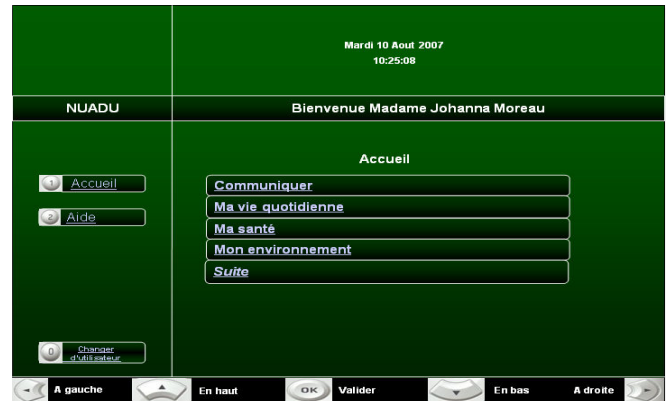 Mardi 10 Aout 2007
10:25:08
NUADU
Bienvenue Madame Johanna Moreau
Accueil
1 Accueil
2 Aide
Communiquer
Ma vie quotidienne
Ma santé
Mon environnement
Suite
0 Changer
d'utilisateur
A gauche
En haut
OK Valider
En bas
A droite